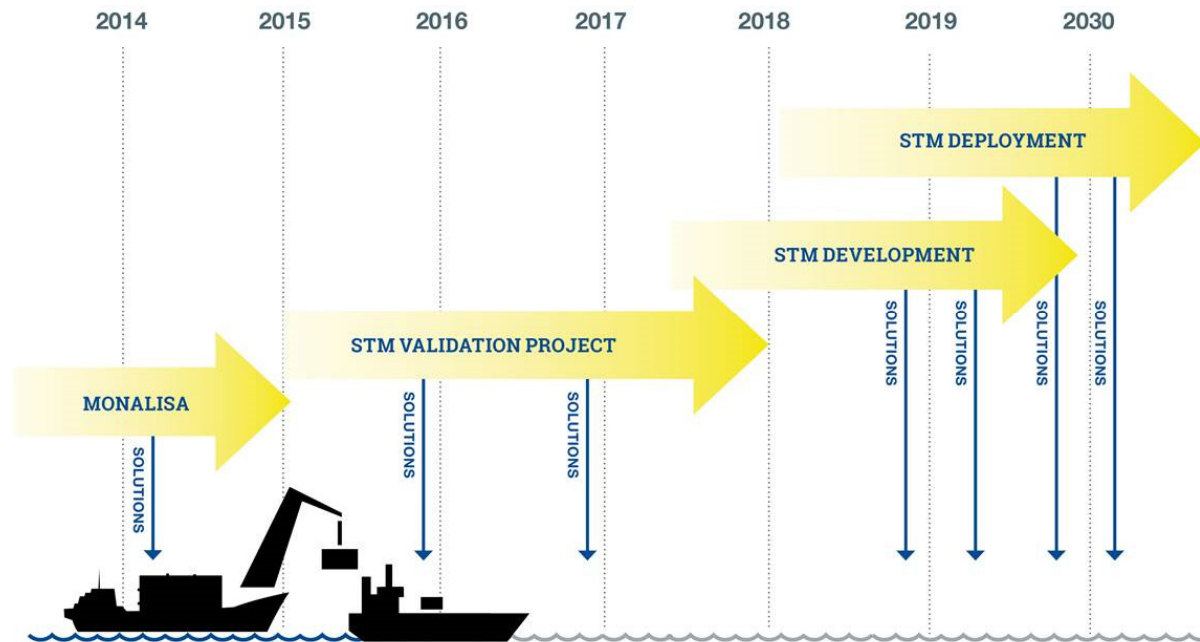 2014 2015 2016 2017 2018 2019 2030
STM DEPLOYMENT
STM DEVELOPMENT
STM VALIDATION PROJECT
MONALISA
SOLUTIONS
SOLUTIONS
SOLUTIONS
SOLUTIONS
SOLUTIONS
SOLUTIONS
SOLUTIONS